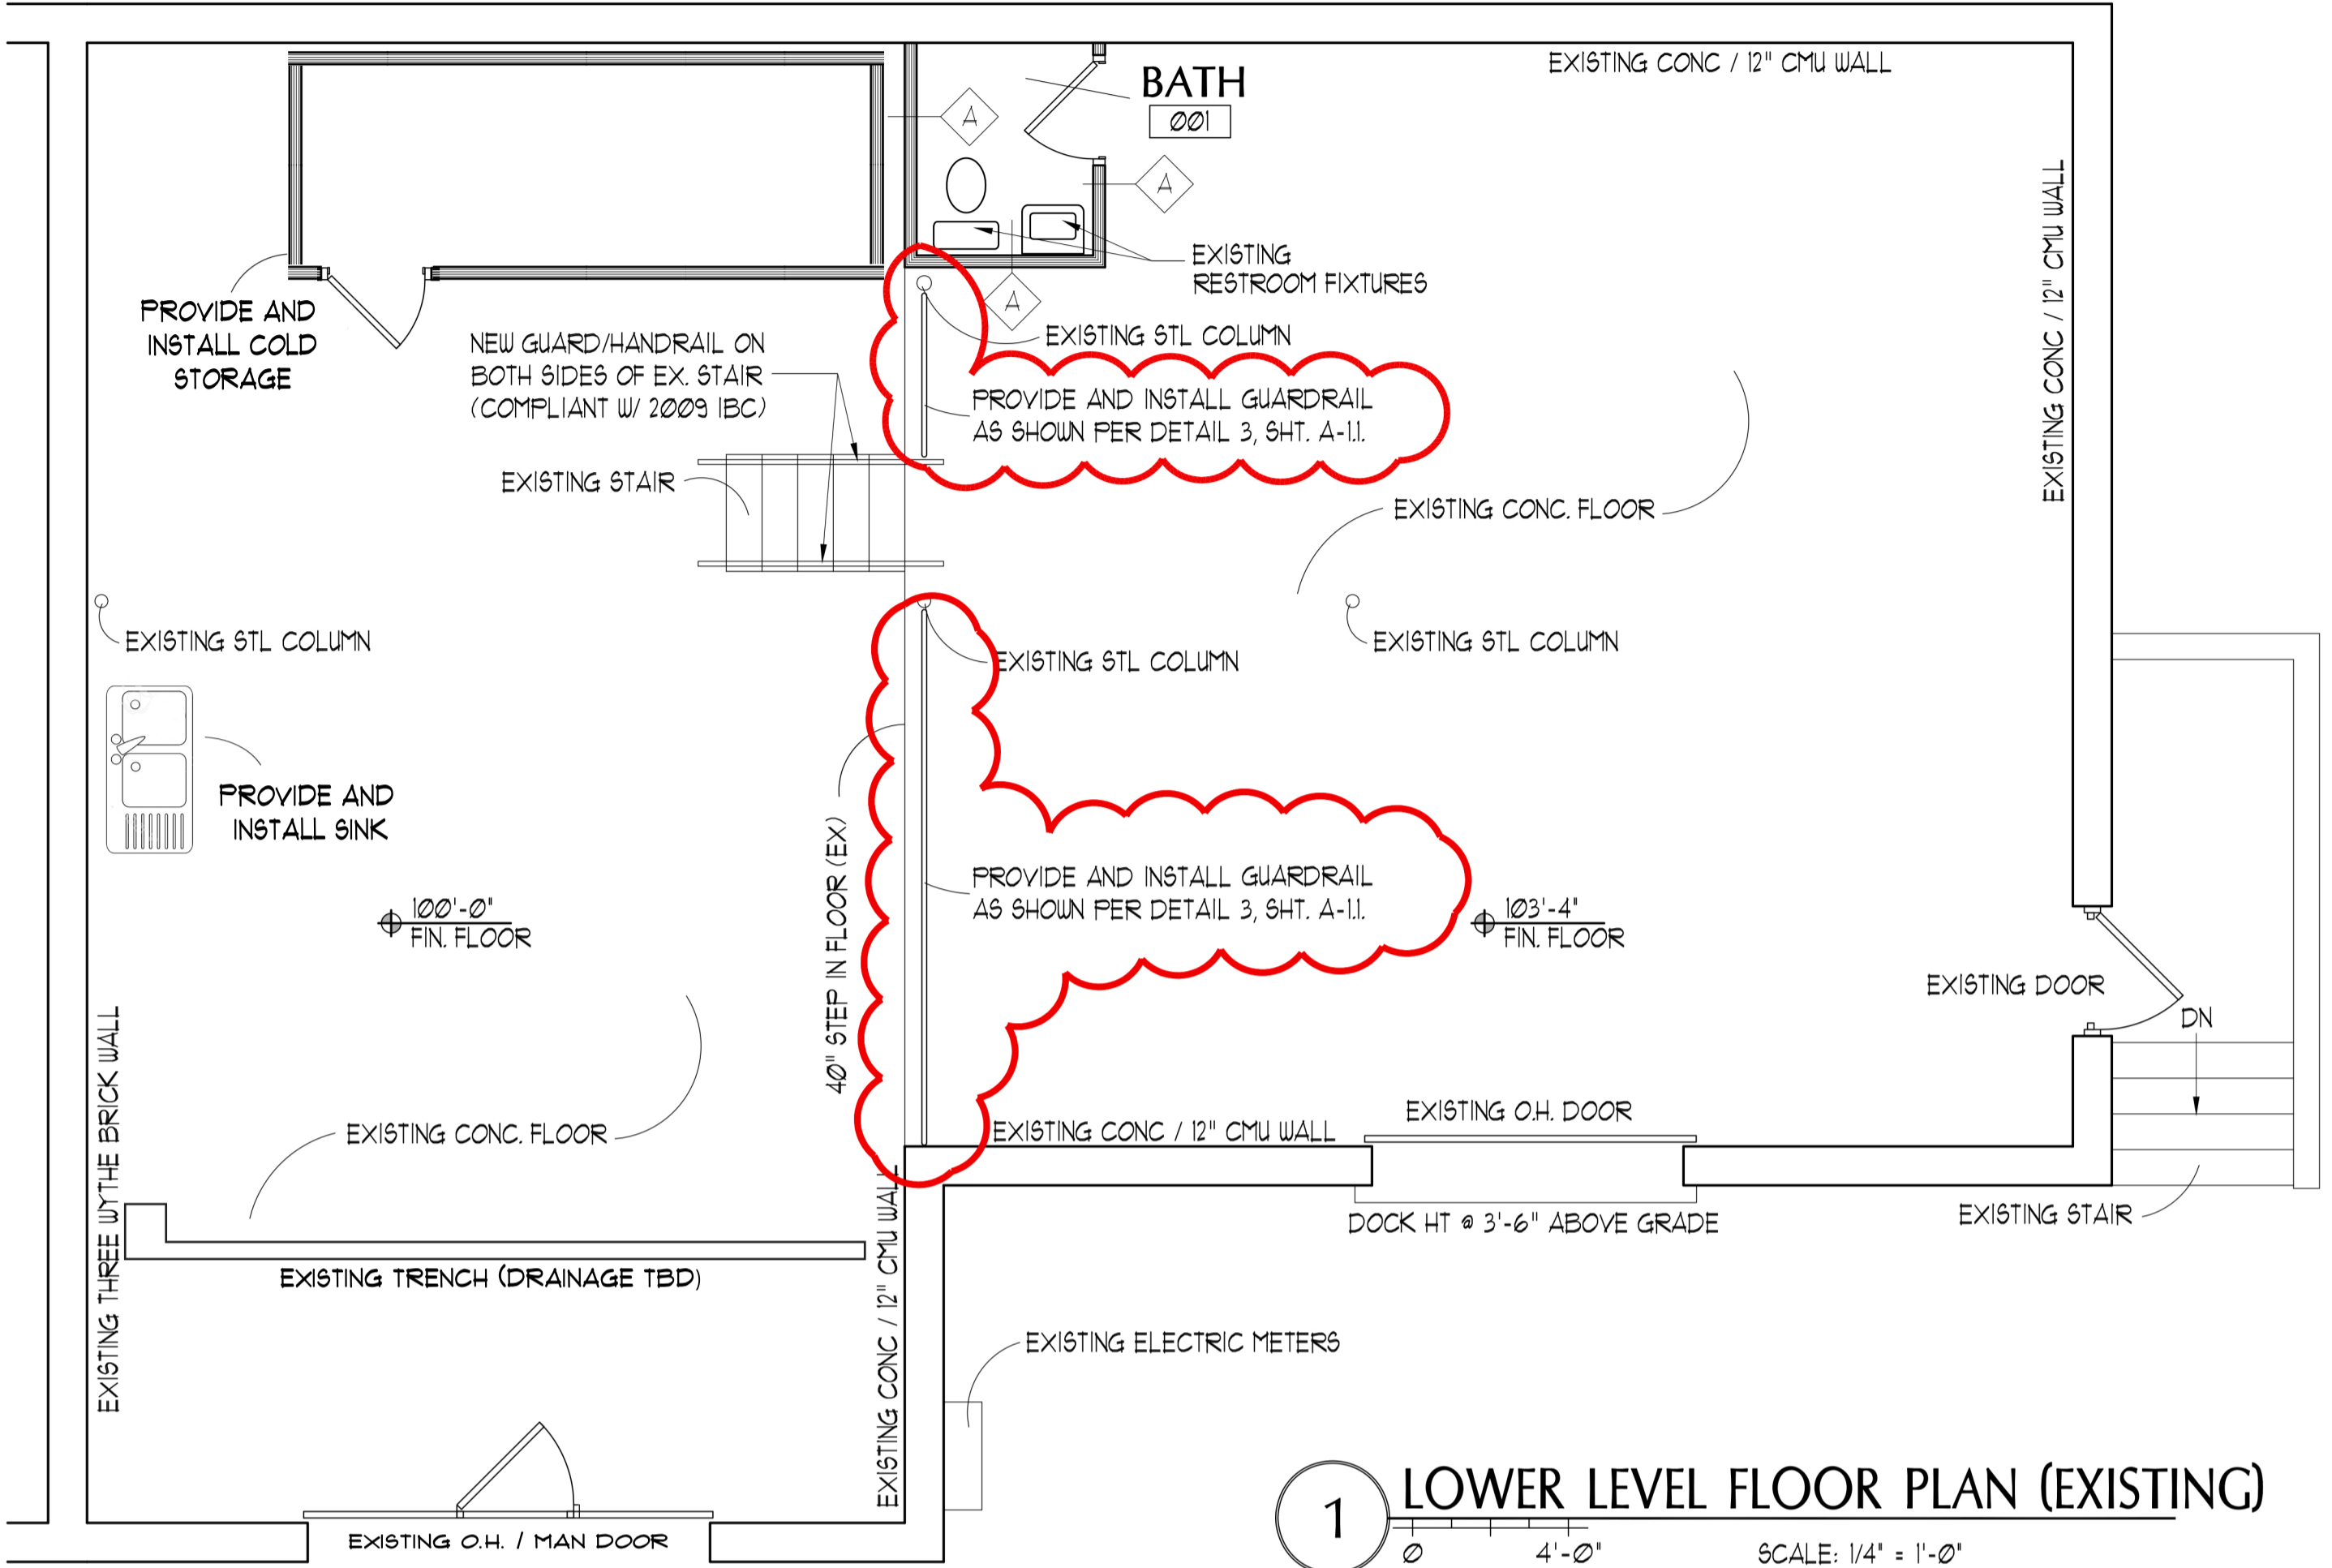 EXISTING CONC / 12" CMU WALL
BATH
001
A
A
A
EXISTING
RESTROOM FIXTURES
EXISTING CONC / 12" CMU WALL
PROVIDE AND
INSTALL COLD
STORAGE
NEW GUARD/HANDRAIL ON
BOTH SIDES OF EX. STAIR
(COMPLIANT W/ 2009 IBC)
EXISTING STL COLUMN
PROVIDE AND INSTALL GUARDRAIL
AS SHOWN PER DETAIL 3, SHT. A-1.1.
EXISTING STAIR
EXISTING CONC. FLOOR
EXISTING STL COLUMN
EXISTING STL COLUMN
EXISTING STL COLUMN
PROVIDE AND
INSTALL SINK
40" STEP IN FLOOR (EX)
PROVIDE AND INSTALL GUARDRAIL
AS SHOWN PER DETAIL 3, SHT. A-1.1.
100'-0"
FIN. FLOOR
103'-4"
FIN. FLOOR
EXISTING DOOR
DN
EXISTING THREE WYTHE BRICK WALL
EXISTING CONC. FLOOR
EXISTING CONC / 12" CMU WALL
EXISTING O.H. DOOR
EXISTING CONC / 12" CMU WALL
DOCK HT @ 3'-6" ABOVE GRADE
EXISTING STAIR
EXISTING TRENCH (DRAINAGE TBD)
EXISTING ELECTRIC METERS
EXISTING O.H. / MAN DOOR
1
LOWER LEVEL FLOOR PLAN (EXISTING)
0
4'-0"
SCALE: 1/4" = 1'-0"